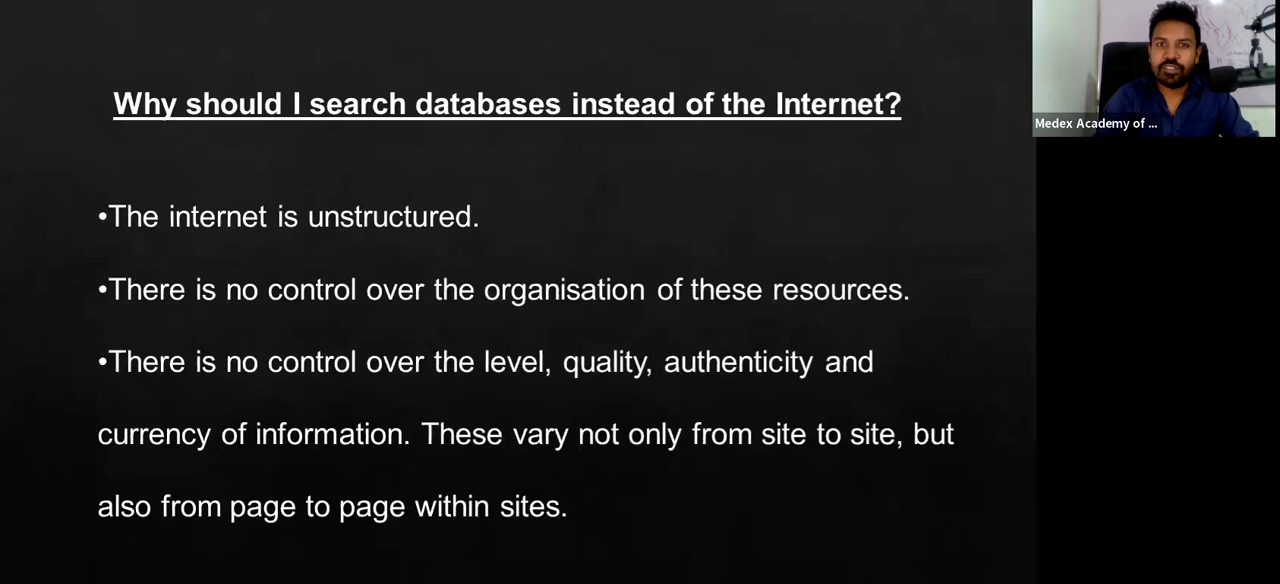 Why should I search databases instead of the Internet?
•The internet is unstructured.
•There is no control over the organisation of these resources.
•There is no control over the level, quality, authenticity and
currency of information. These vary not only from site to site, but
also from page to page within sites.
Medex Academy of ...